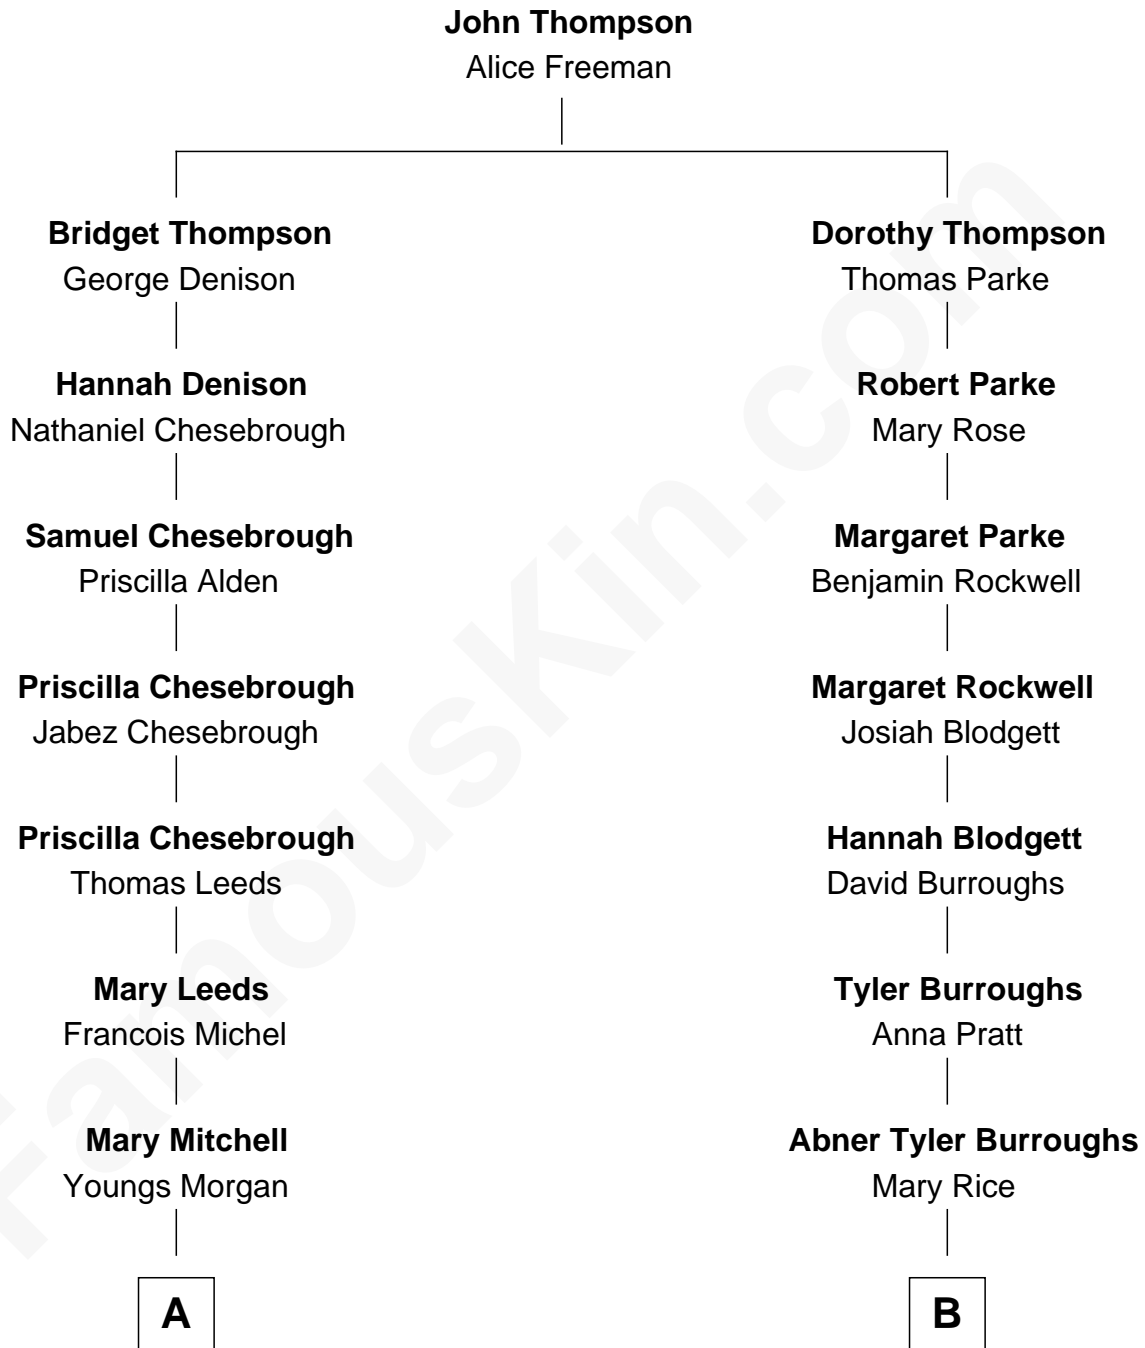 John Thompson
Alice Freeman
Bridget Thompson
George Denison
Dorothy Thompson
Thomas Parke
Hannah Denison
Nathaniel Chesebrough
Robert Parke
Mary Rose
Samuel Chesebrough
Priscilla Alden
Margaret Parke
Benjamin Rockwell
Priscilla Chesebrough
Jabez Chesebrough
Margaret Rockwell
Josiah Blodgett
Priscilla Chesebrough
Thomas Leeds
Hannah Blodgett
David Burroughs
Mary Leeds
Francois Michel
Tyler Burroughs
Anna Pratt
Mary Mitchell
Youngs Morgan
Abner Tyler Burroughs
Mary Rice
A
B
FamousKin.com